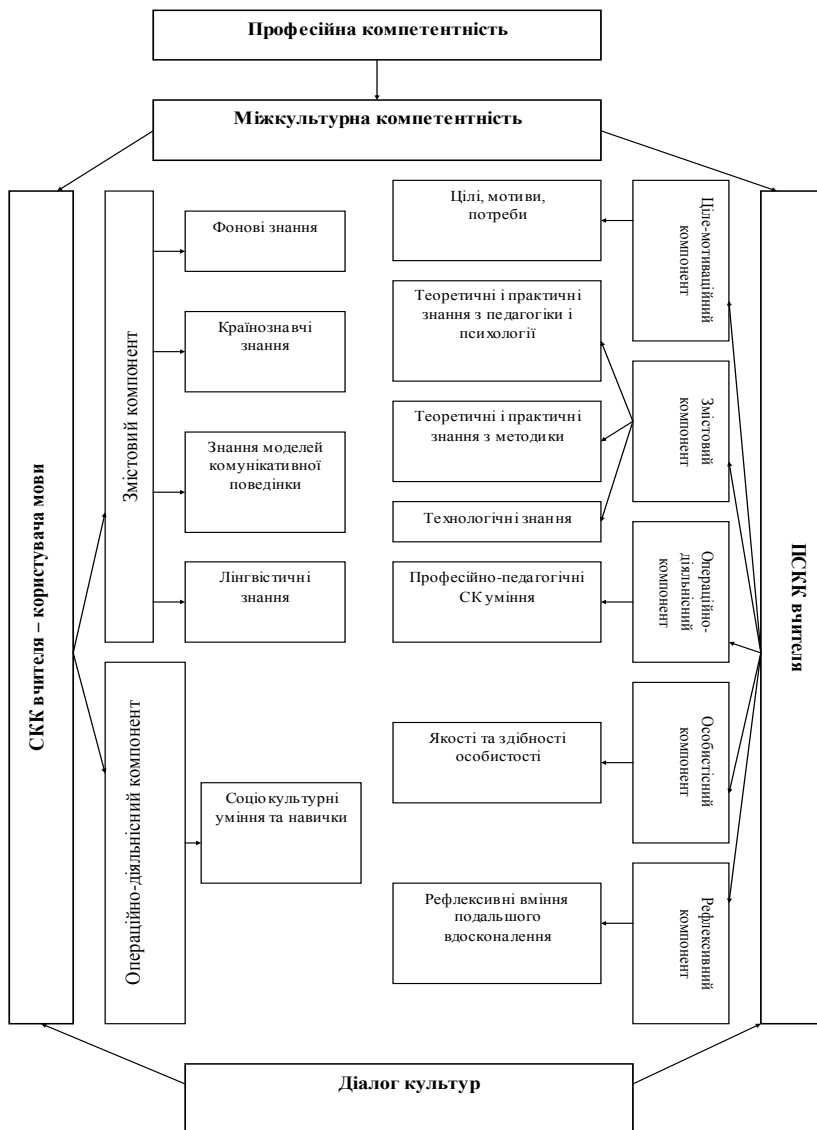 Професійна компетентність
Міжкультурна компетентність
СКК вчителя – користувача мови
Змістовий компонент
Фонові знання
Країнознавчі
знання
Знання моделей
комунікативної
поведінки
Лінгвістичні
знання
Операційно-діяльнісний компонент
Соціокультурні
уміння та навички
Цілі, мотиви,
потреби
Теоретичні і практичні
знання з педагогіки і
психології
Теоретичні і практичні
знання з методики
Технологічні знання
Професійно-педагогічні
СК уміння
Якості та здібності
особистості
Рефлексивні вміння
подальшого
вдосконалення
Ціле-мотиваційний
компонент
Змістовий
компонент
Операційно-
діяльнісний
компонент
Особистісний
компонент
Рефлексивний
компонент
ПСКК вчителя
Діалог культур